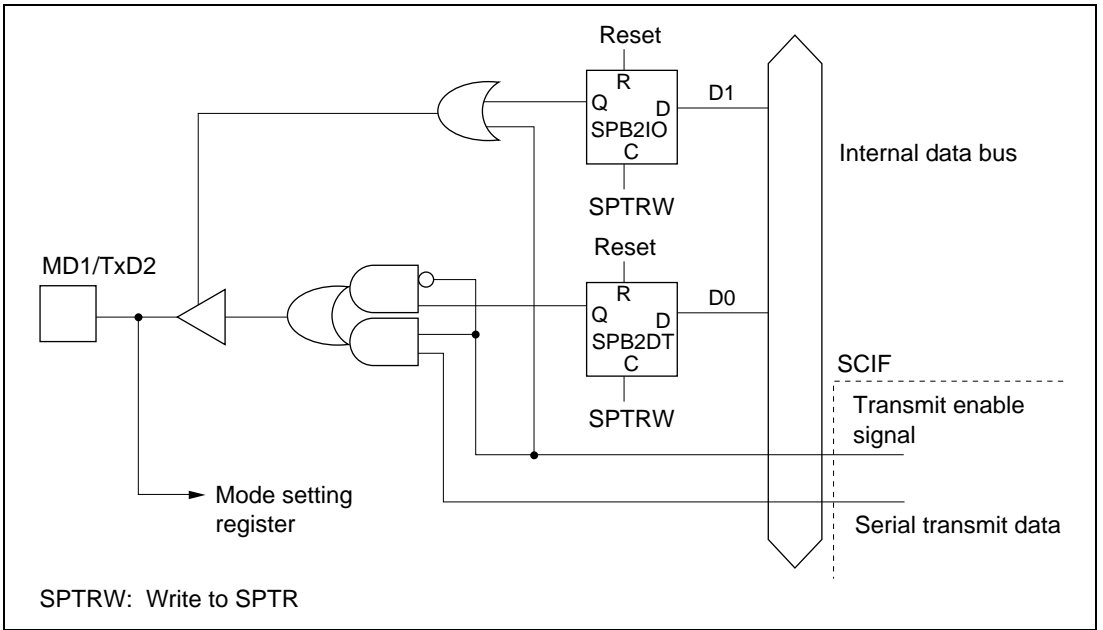 Reset
R
Q
D
D1
SPB2IO
C
Internal data bus
SPTRW
Reset
MD1/TxD2
R
D0
Q
D
SPB2DT
C
SCIF
SPTRW
Transmit enable
signal
Mode setting
register
Serial transmit data
SPTRW: Write to SPTR